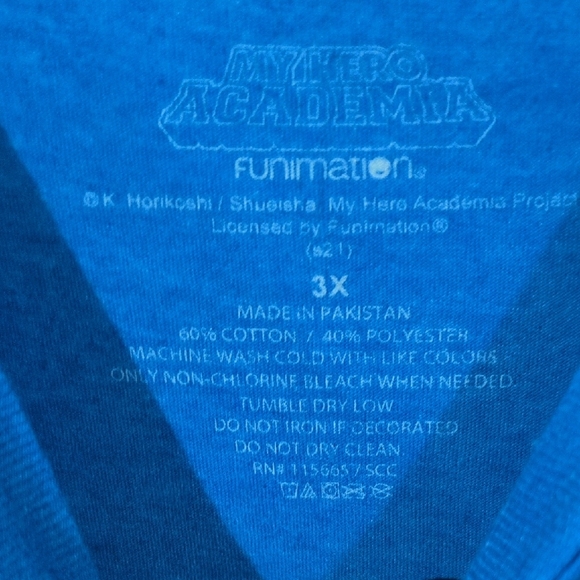 MY HERO
ACADEMIA
FUNIMATION®
©K. Horikoshi / Shueisha, My Hero Academia Project
Licensed by Funimation®
(s21)
3X
MADE IN PAKISTAN
60% COTTON / 40% POLYESTER
MACHINE WASH COLD WITH LIKE COLORS
ONLY NON-CHLORINE BLEACH WHEN NEEDED.
TUMBLE DRY LOW
DO NOT IRON IF DECORATED
DO NOT DRY CLEAN.
RN# 1156657 SCC